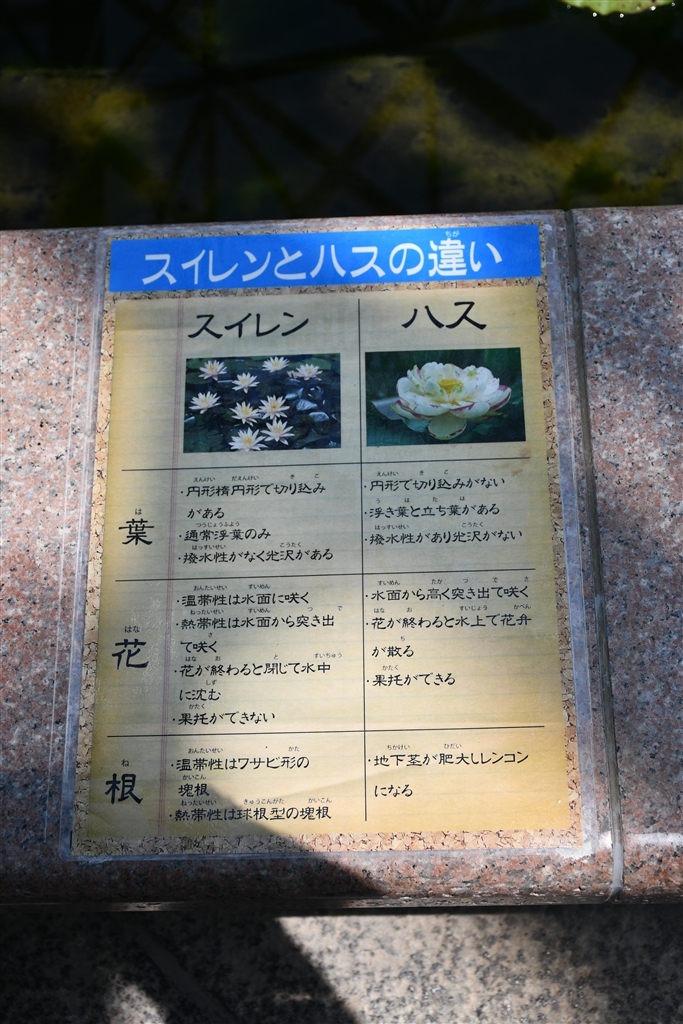 スイレンとハスの違い
スイレン
ハス
葉
・円形楕円形で切り込み
がある
・通常浮葉のみ
・撥水性がなく光沢がある
・円形で切り込みがない
・浮き葉と立ち葉がある
・撥水性があり光沢がない
花
・温帯性は水面に咲く
・熱帯性は水面から突き出
て咲く
・花が終わると閉じて水中
に沈む
・果托ができない
・水面から高く突き出て咲く
・花が終わると水上で花弁
が散る
・果托ができる
根
・温帯性はワサビ形の
塊根
・熱帯性は球根型の塊根
・地下茎が肥大しレンコン
になる